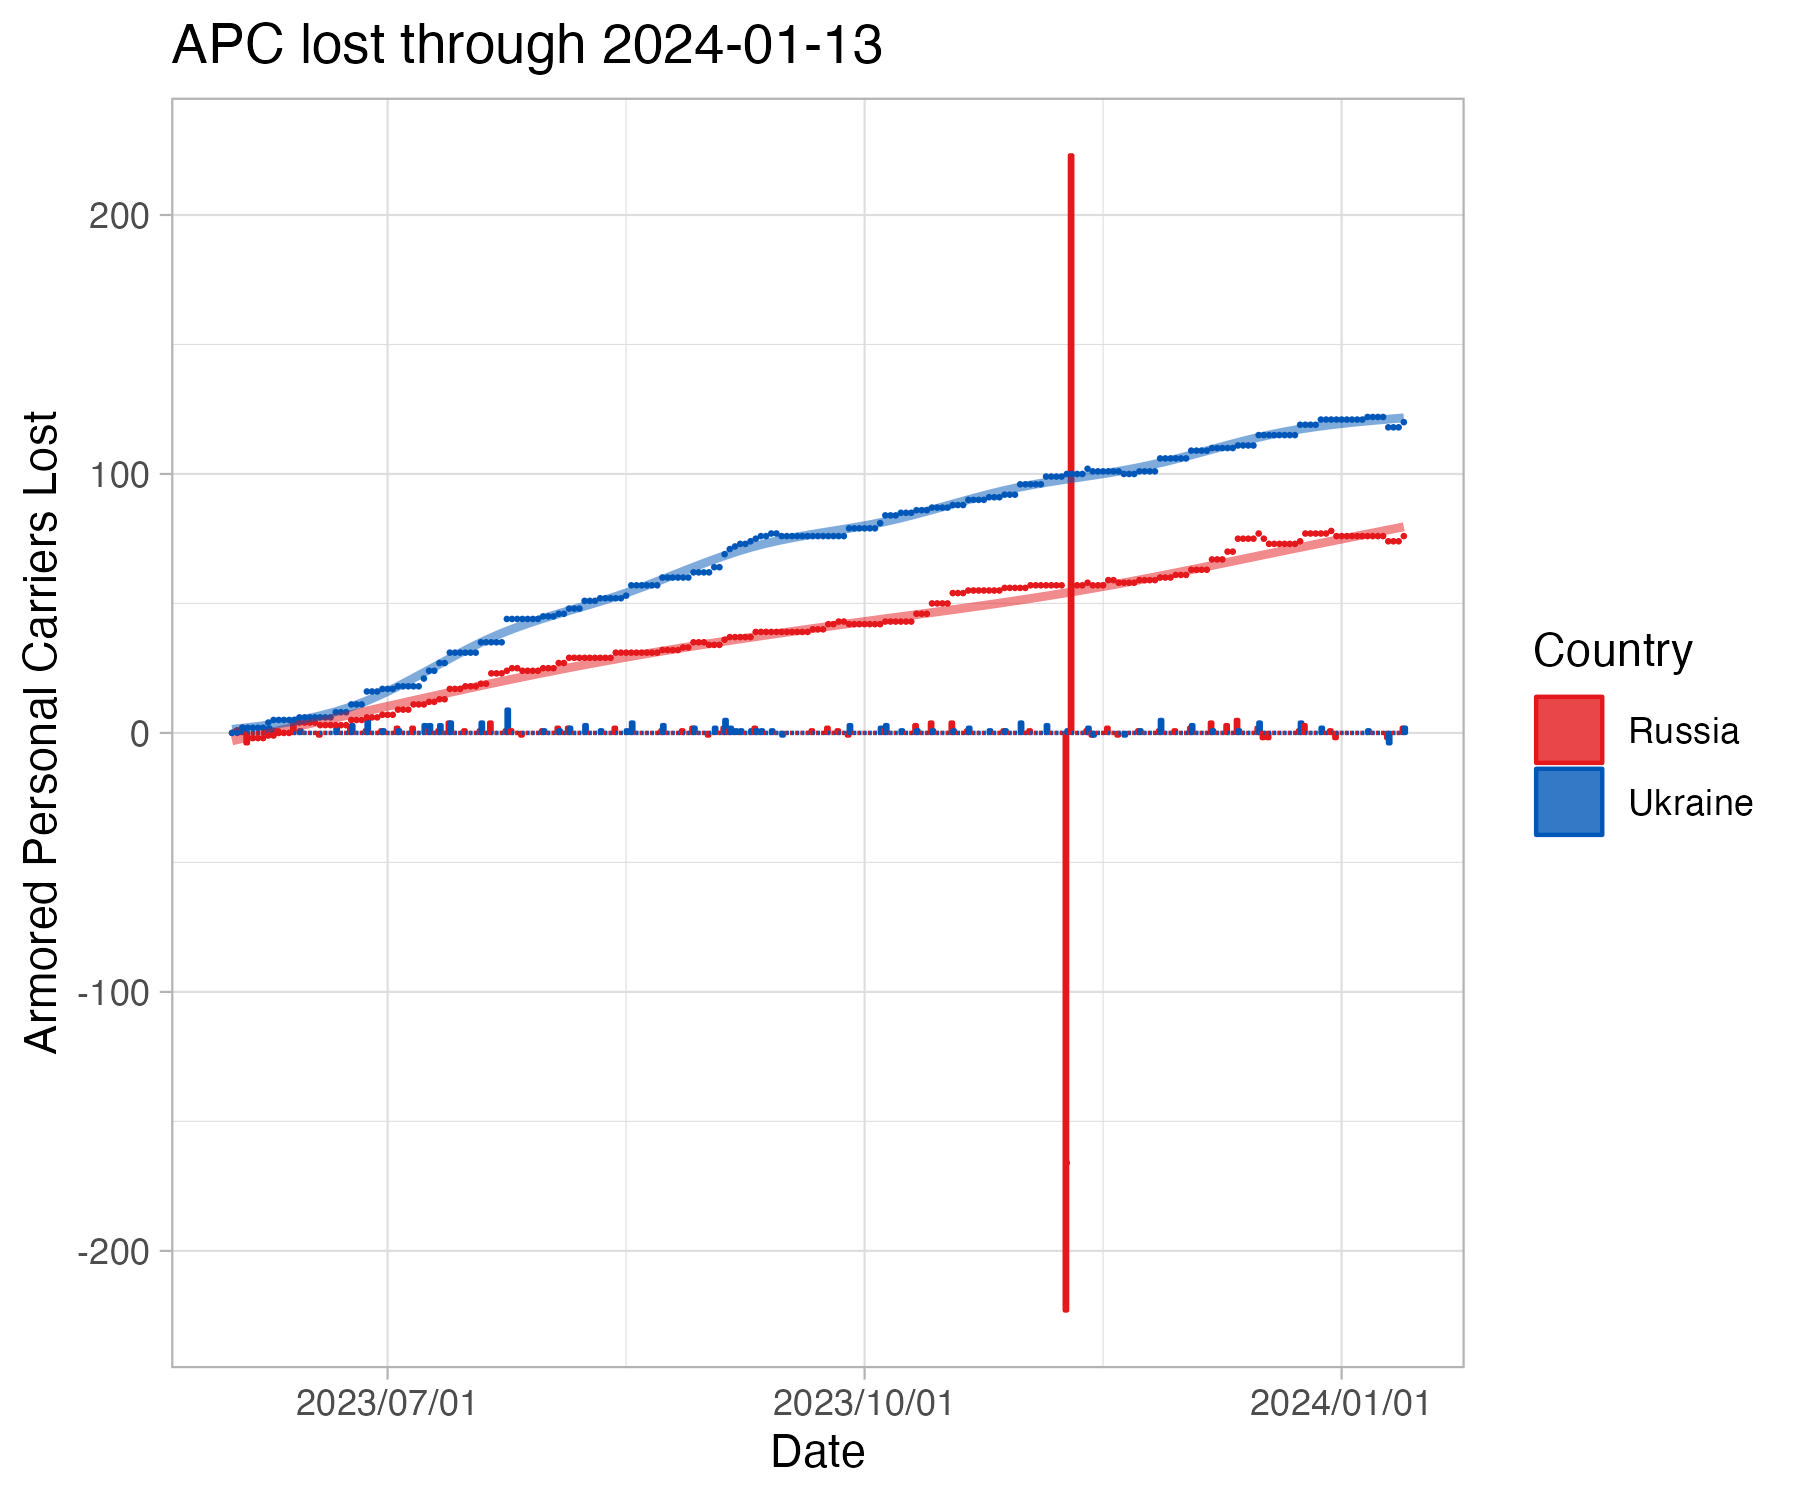 APC lost through 2024-01-13
Armored Personal Carriers Lost
200
100
0
-100
-200
2023/07/01
2023/10/01
2024/01/01
Date
Country
Russia
Ukraine